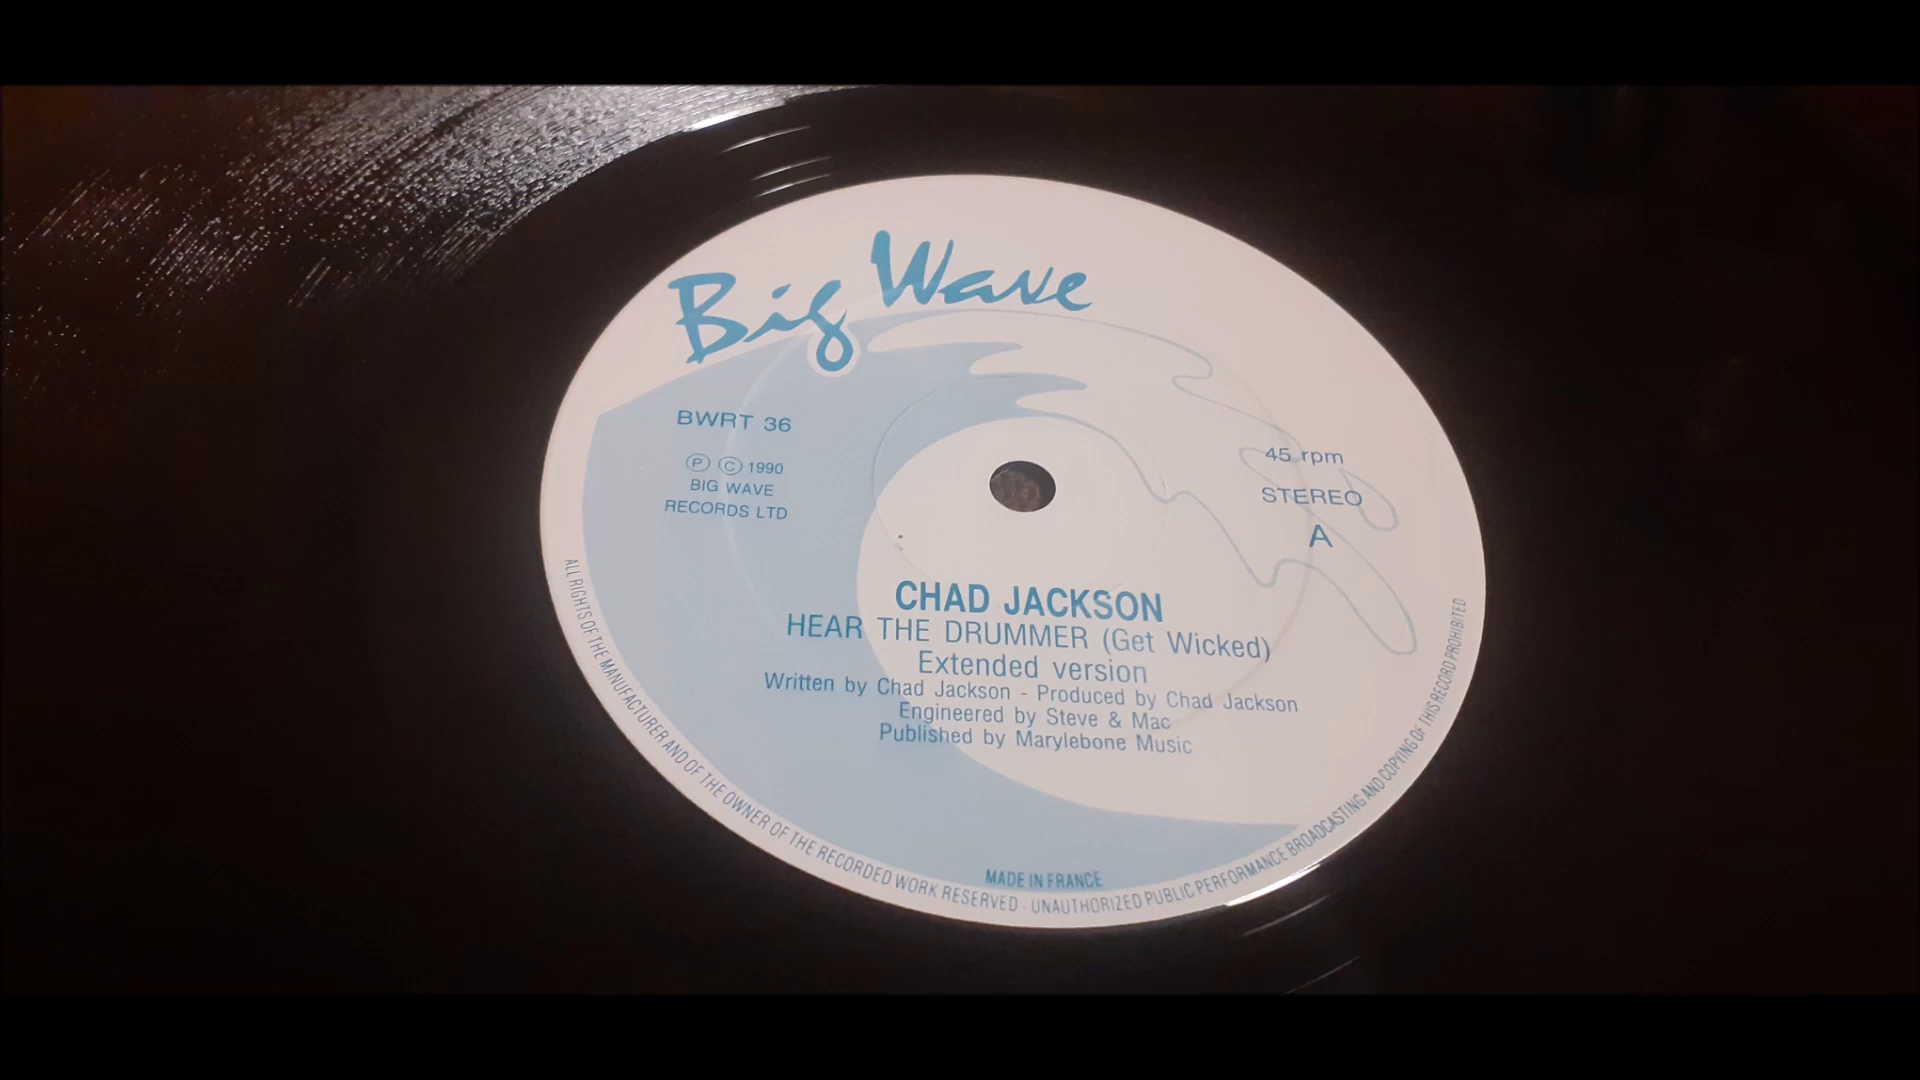 Big Wave
BWRT 36
Ⓟ Ⓒ 1990
BIG WAVE
RECORDS LTD
45 rpm
STEREO
A
CHAD JACKSON
HEAR THE DRUMMER (Get Wicked)
Extended version
Written by Chad Jackson - Produced by Chad Jackson
Engineered by Steve & Mac
Published by Marylebone Music
MADE IN FRANCE
ALL RIGHTS OF THE MANUFACTURER AND OF THE OWNER OF THE RECORDED WORK RESERVED - UNAUTHORIZED PUBLIC PERFORMANCE BROADCASTING AND COPYING OF THIS RECORD PROHIBITED